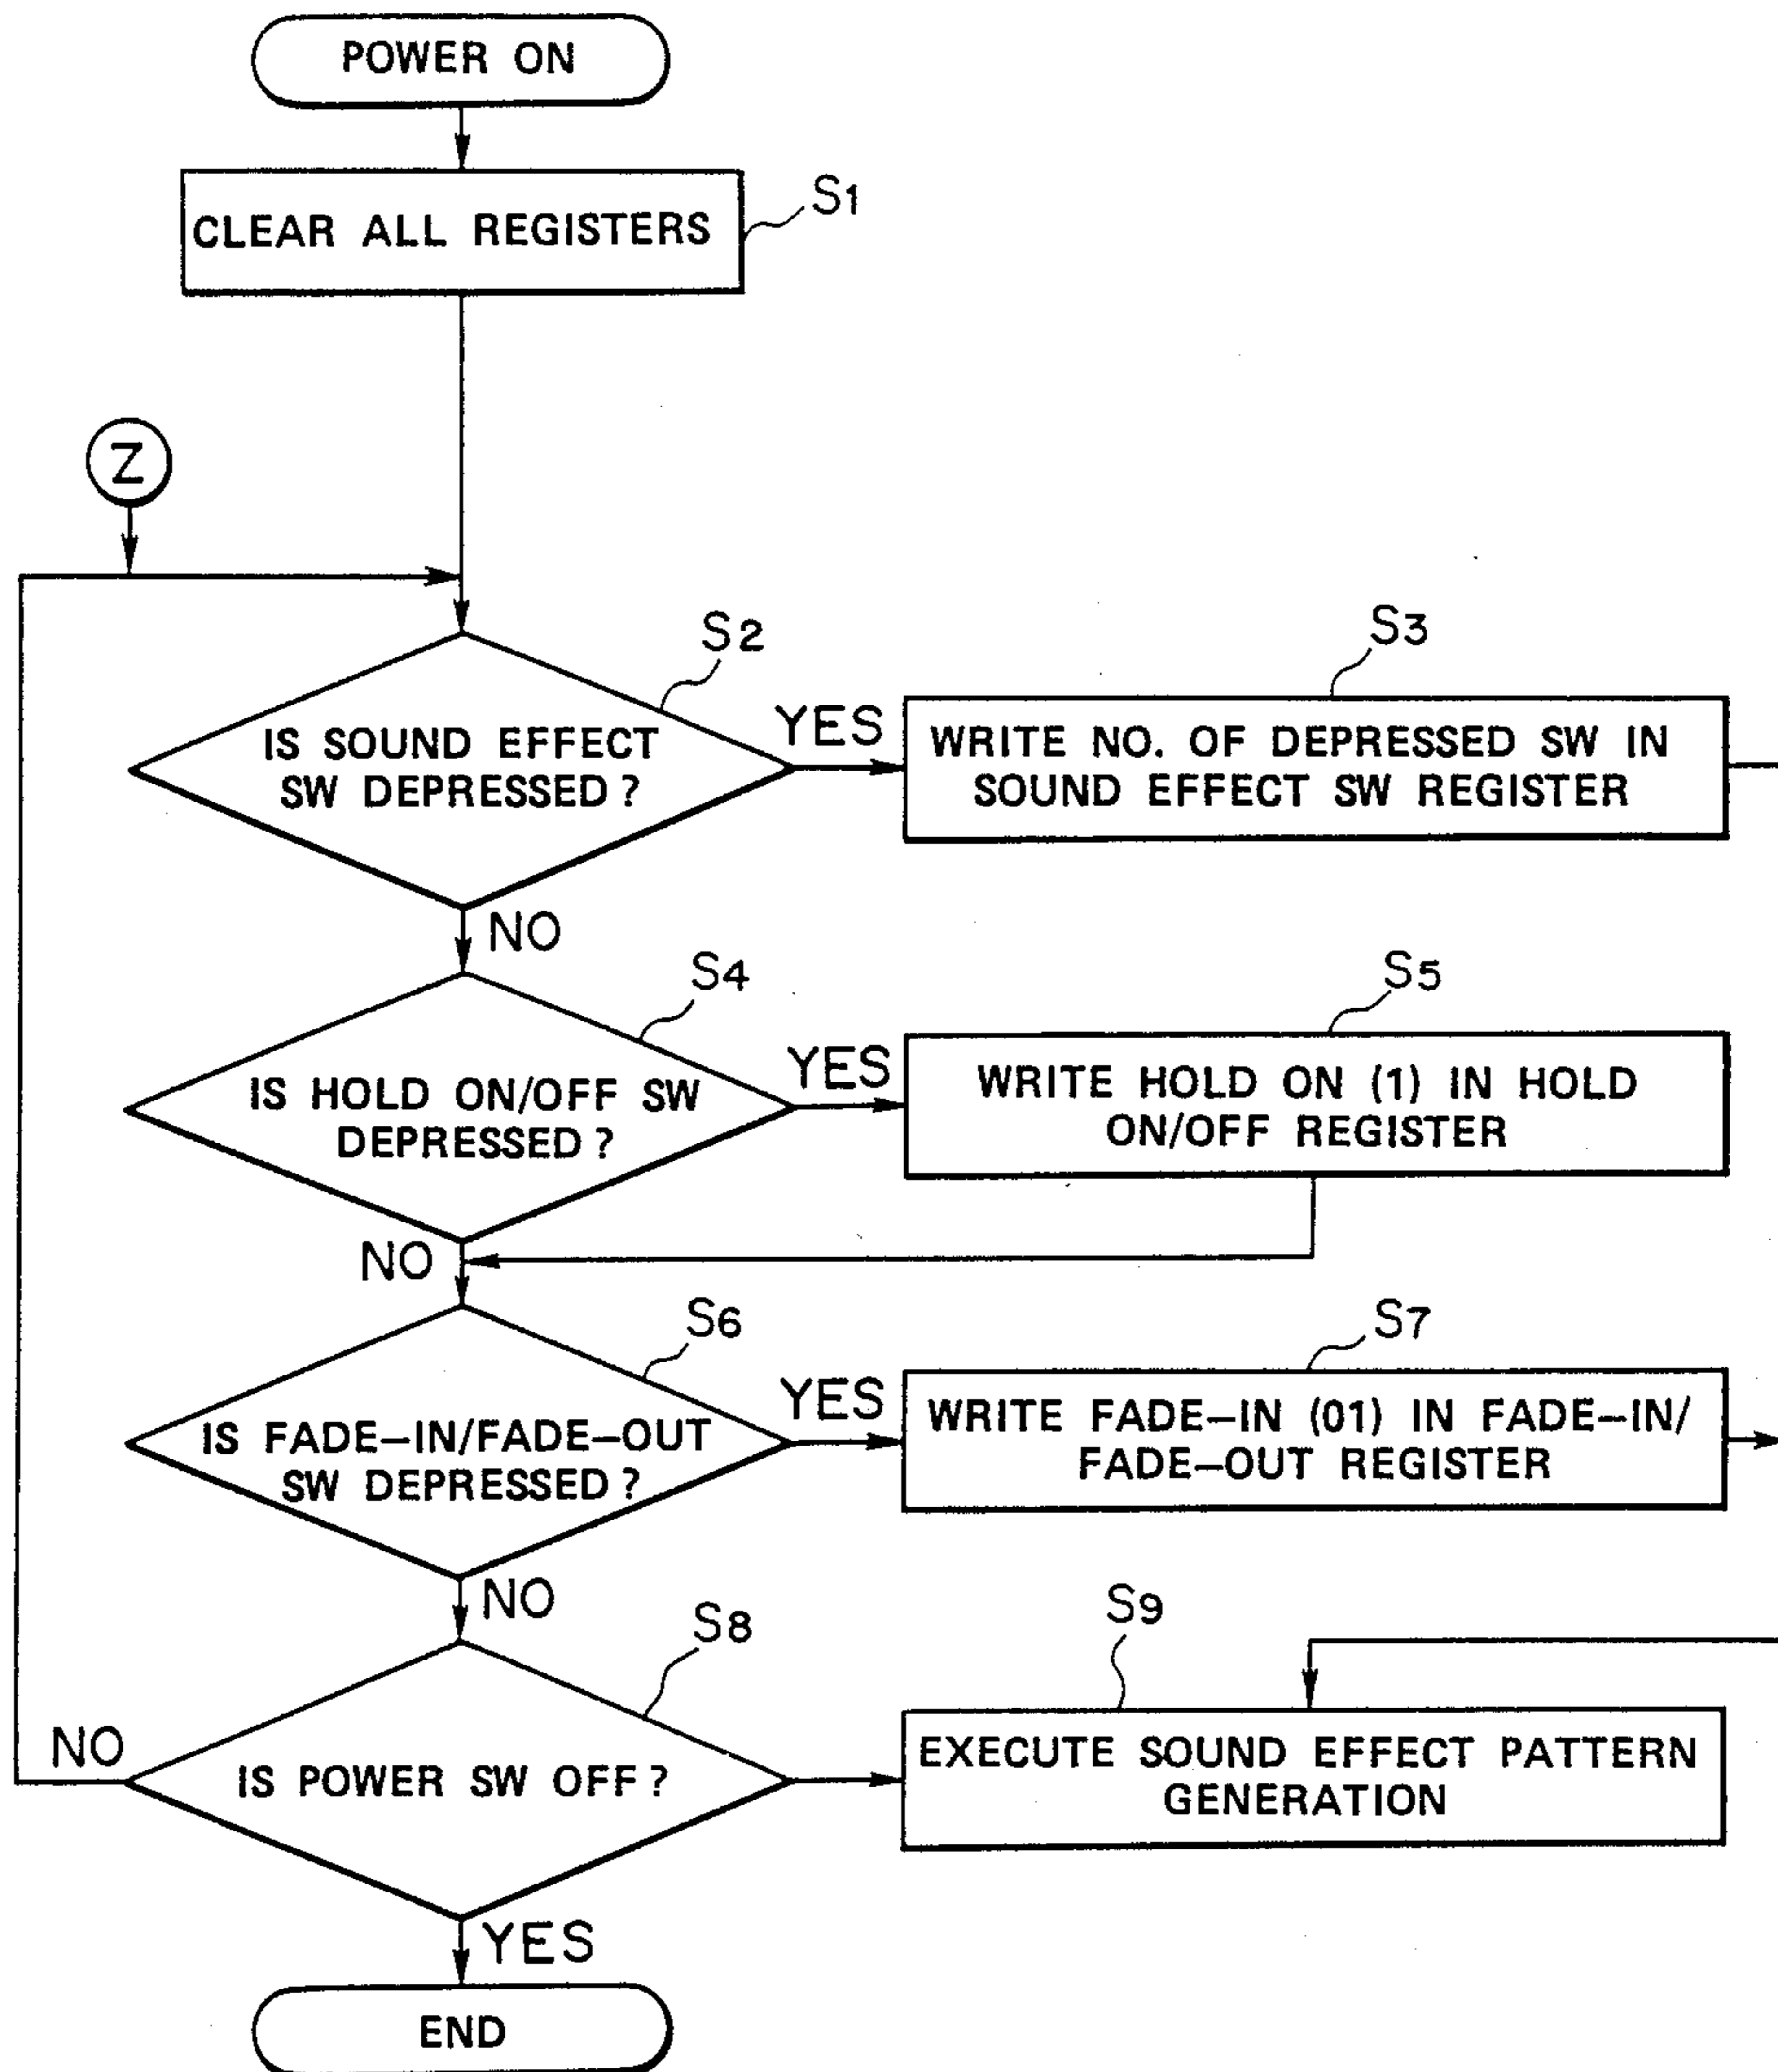 POWER ON
CLEAR ALL REGISTERS
S1
Z
S2
IS SOUND EFFECT
SW DEPRESSED?
YES
S3
WRITE NO. OF DEPRESSED SW IN
SOUND EFFECT SW REGISTER
NO
S4
IS HOLD ON/OFF SW
DEPRESSED?
YES
S5
WRITE HOLD ON (1) IN HOLD
ON/OFF REGISTER
NO
S6
IS FADE-IN/FADE-OUT
SW DEPRESSED?
YES
S7
WRITE FADE-IN (01) IN FADE-IN/
FADE-OUT REGISTER
NO
S8
IS POWER SW OFF?
NO
S9
EXECUTE SOUND EFFECT PATTERN
GENERATION
YES
END